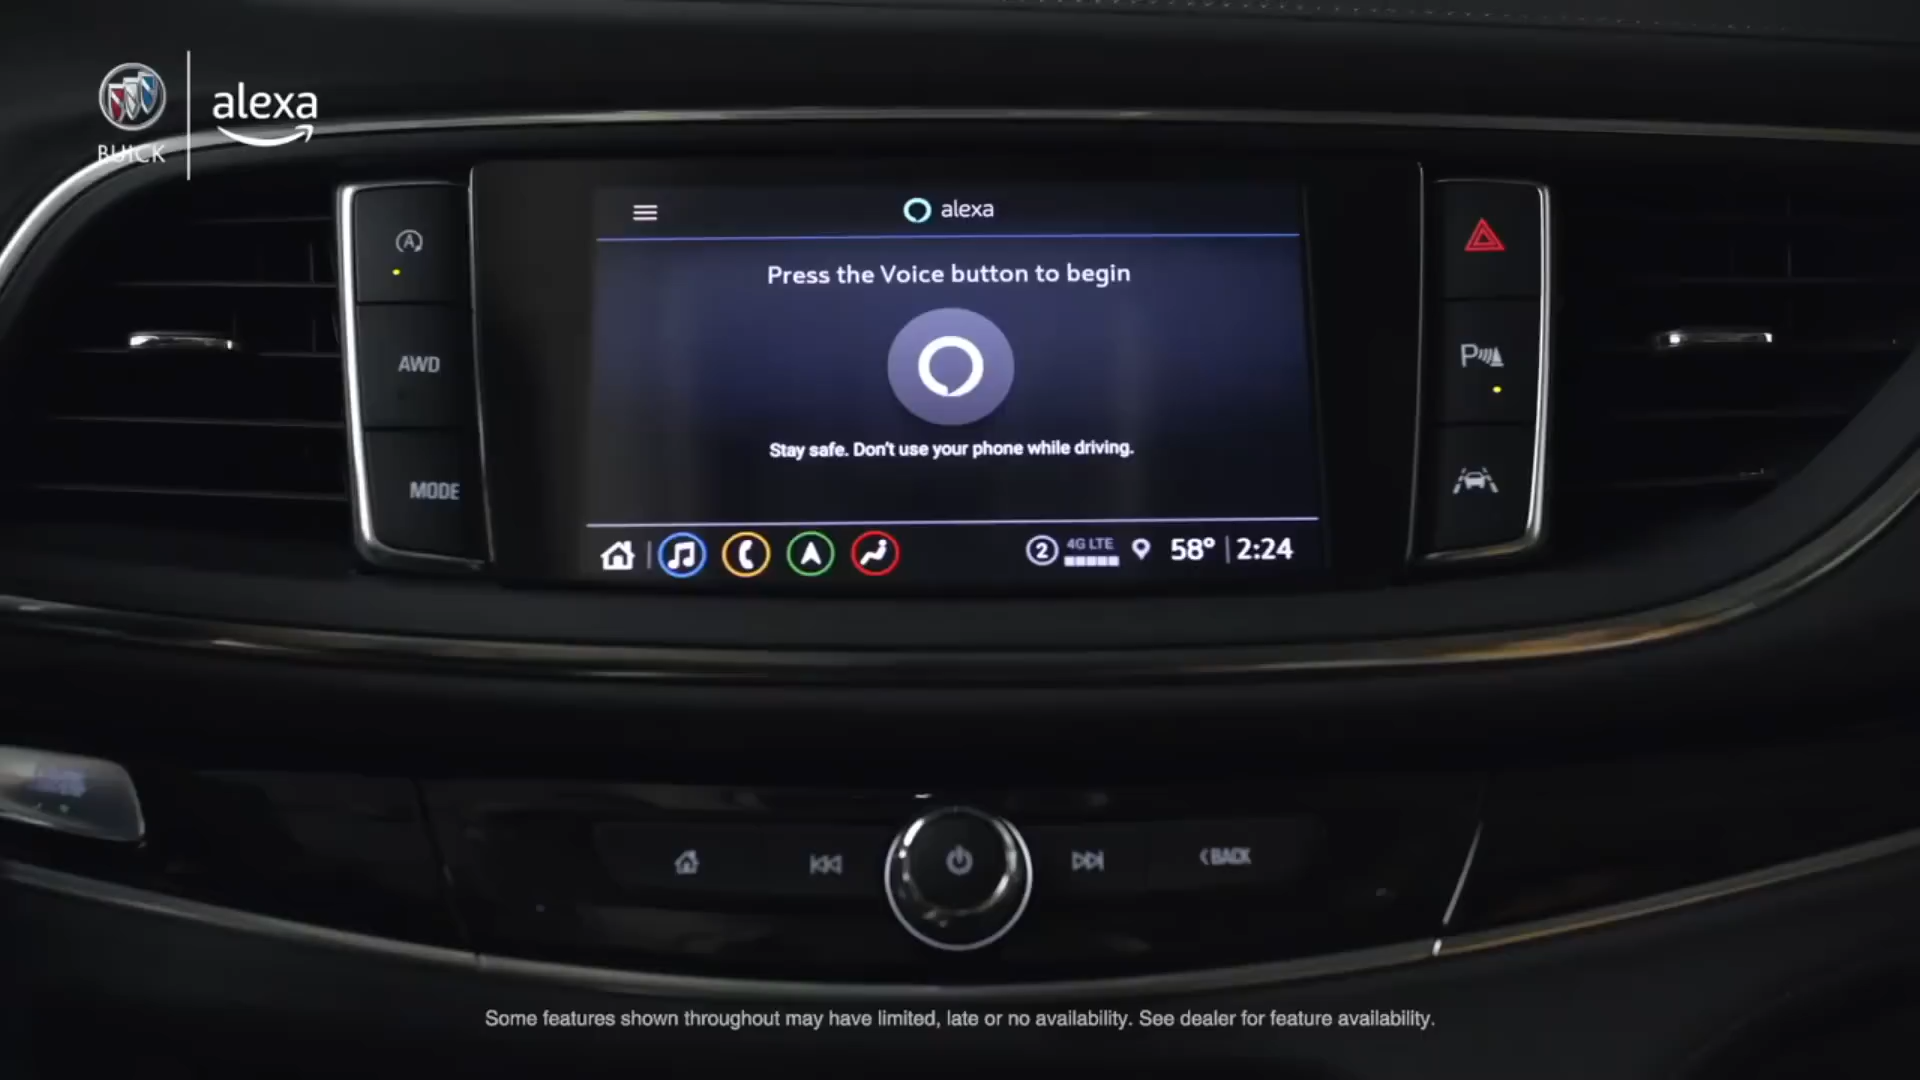 BUICK
alexa
alexa
Press the Voice button to begin
Stay safe. Don't use your phone while driving.
AWD
MODE
2 4G LTE 58° 2:24
BACK
Some features shown throughout may have limited, late or no availability. See dealer for feature availability.